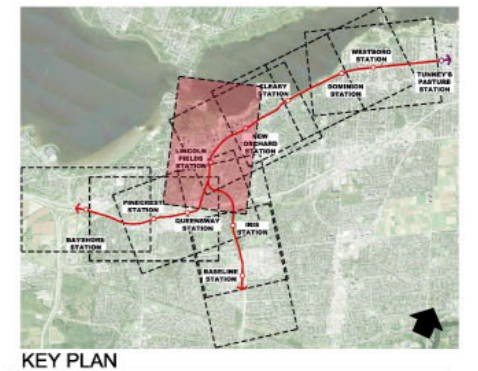 WESTBORO
STATION
TUNNEY'S
PASTURE
STATION
CLEARY
STATION
DOMINION
STATION
NEW
ORCHARD
STATION
LINCOLN
FIELDS
STATION
PINECREST
STATION
QUEENSWAY
STATION
IRIS
STATION
BAYSHORE
STATION
BASELINE
STATION
KEY PLAN